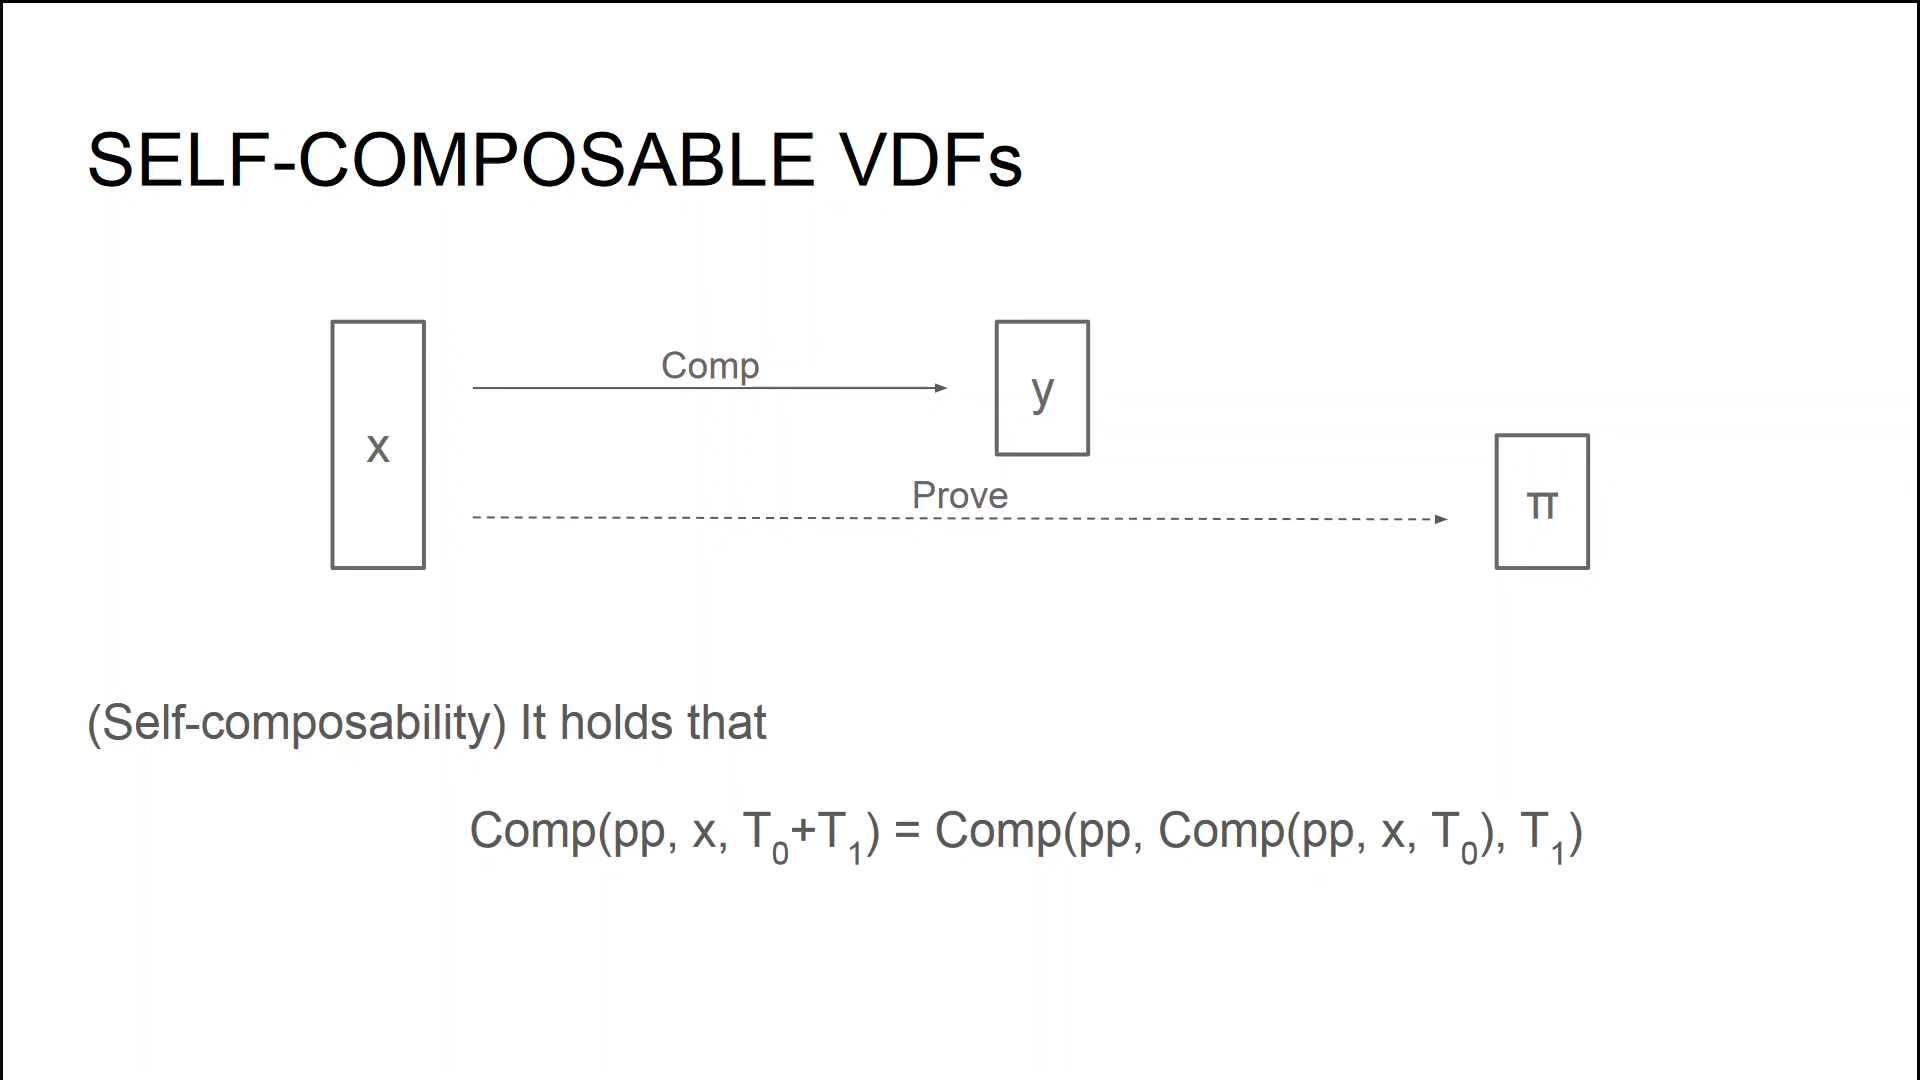 SELF-COMPOSABLE VDFs
Comp
y
x
Prove
π
(Self-composability) It holds that
Comp(pp, x, T₀+T₁) = Comp(pp, Comp(pp, x, T₀), T₁)